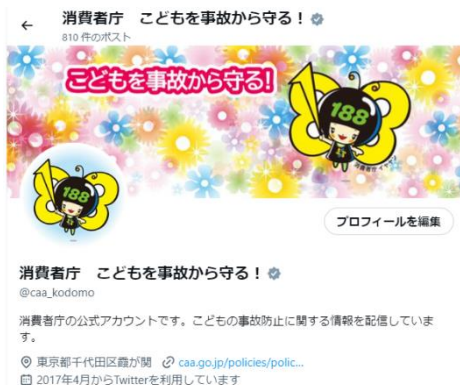 消費者庁　こどもを事故から守る！
810 件のポスト
こどもを事故から守る!
188
188
プロフィールを編集
消費者庁　こどもを事故から守る！
@caa_kodomo
消費者庁の公式アカウントです。こどもの事故防止に関する情報を配信していま
す。
東京都千代田区霞が関 caa.go.jp/policies/polic...
2017年4月からTwitterを利用しています